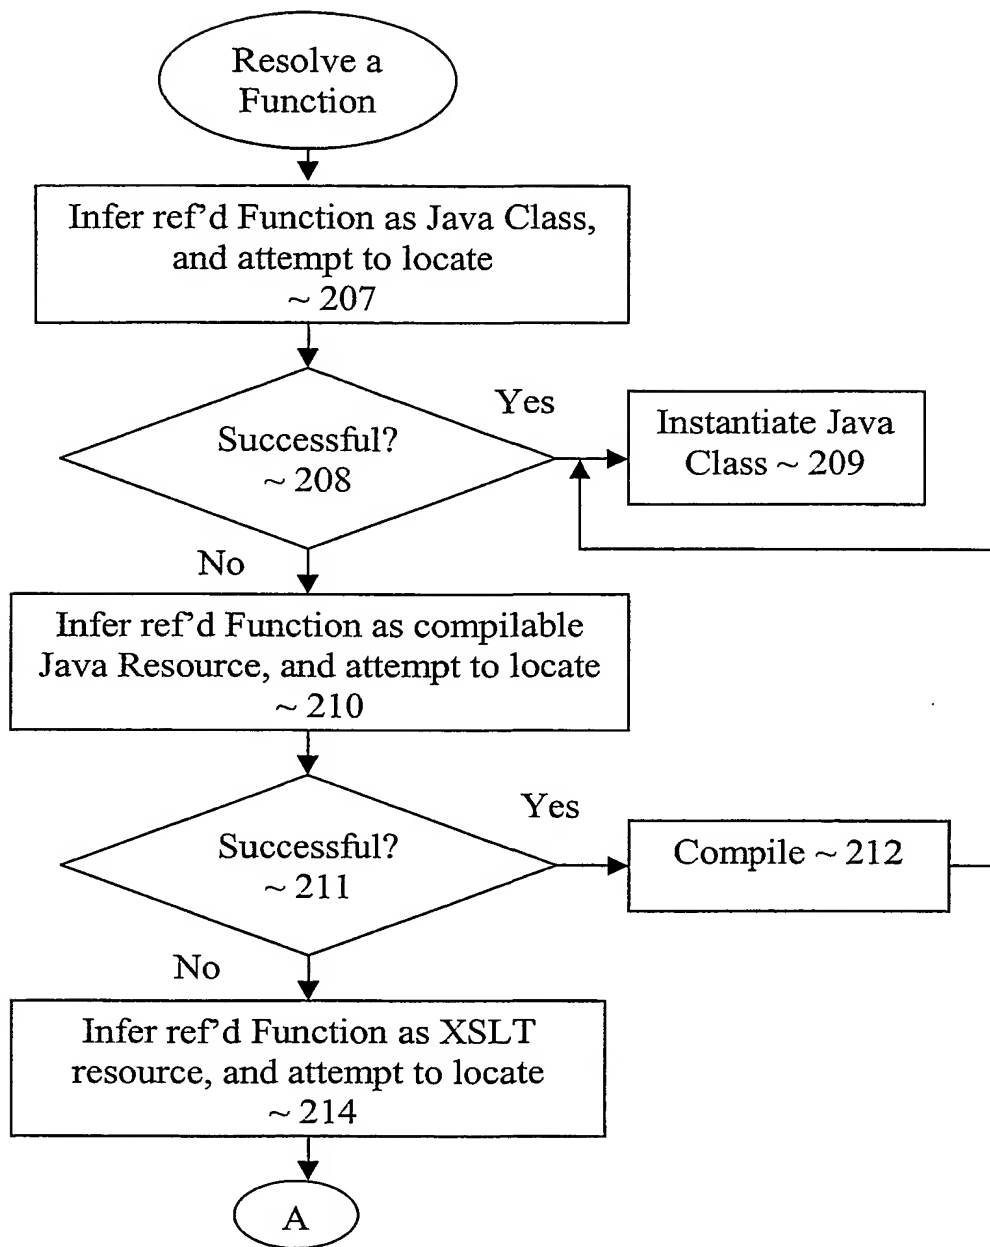 Resolve a
Function
Infer ref'd Function as Java Class,
and attempt to locate
~ 207
Yes
Successful?
~ 208
Instantiate Java
Class ~ 209
No
Infer ref'd Function as compilable
Java Resource, and attempt to locate
~ 210
Yes
Successful?
~ 211
Compile ~ 212
No
Infer ref'd Function as XSLT
resource, and attempt to locate
~ 214
A